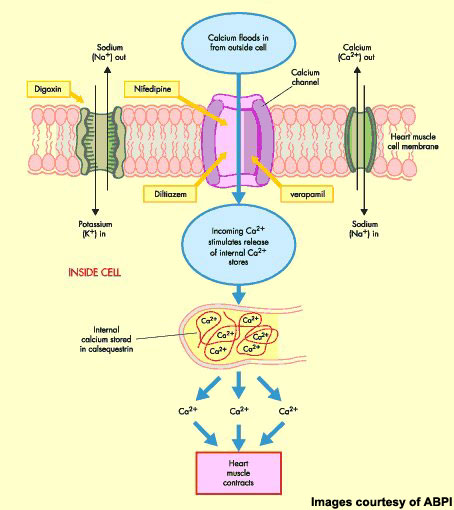 Calcium floods in
from outside cell
Sodium
(Na+) out
Calcium
(Ca2+) out
Digoxin
Nifedipine
Calcium
channel
Heart muscle
cell membrane
Diltiazem
verapamil
Potassium
(K+) in
Sodium
(Na+) in
Incoming Ca2+
stimulates release
of internal Ca2+
stores
INSIDE CELL
Internal
calcium stored
in calsequestrin
Ca2+
Ca2+
Ca2+
Ca2+
Ca2+
Ca2+
Ca2+
Ca2+
Ca2+
Heart
muscle
contracts
Images courtesy of ABPI